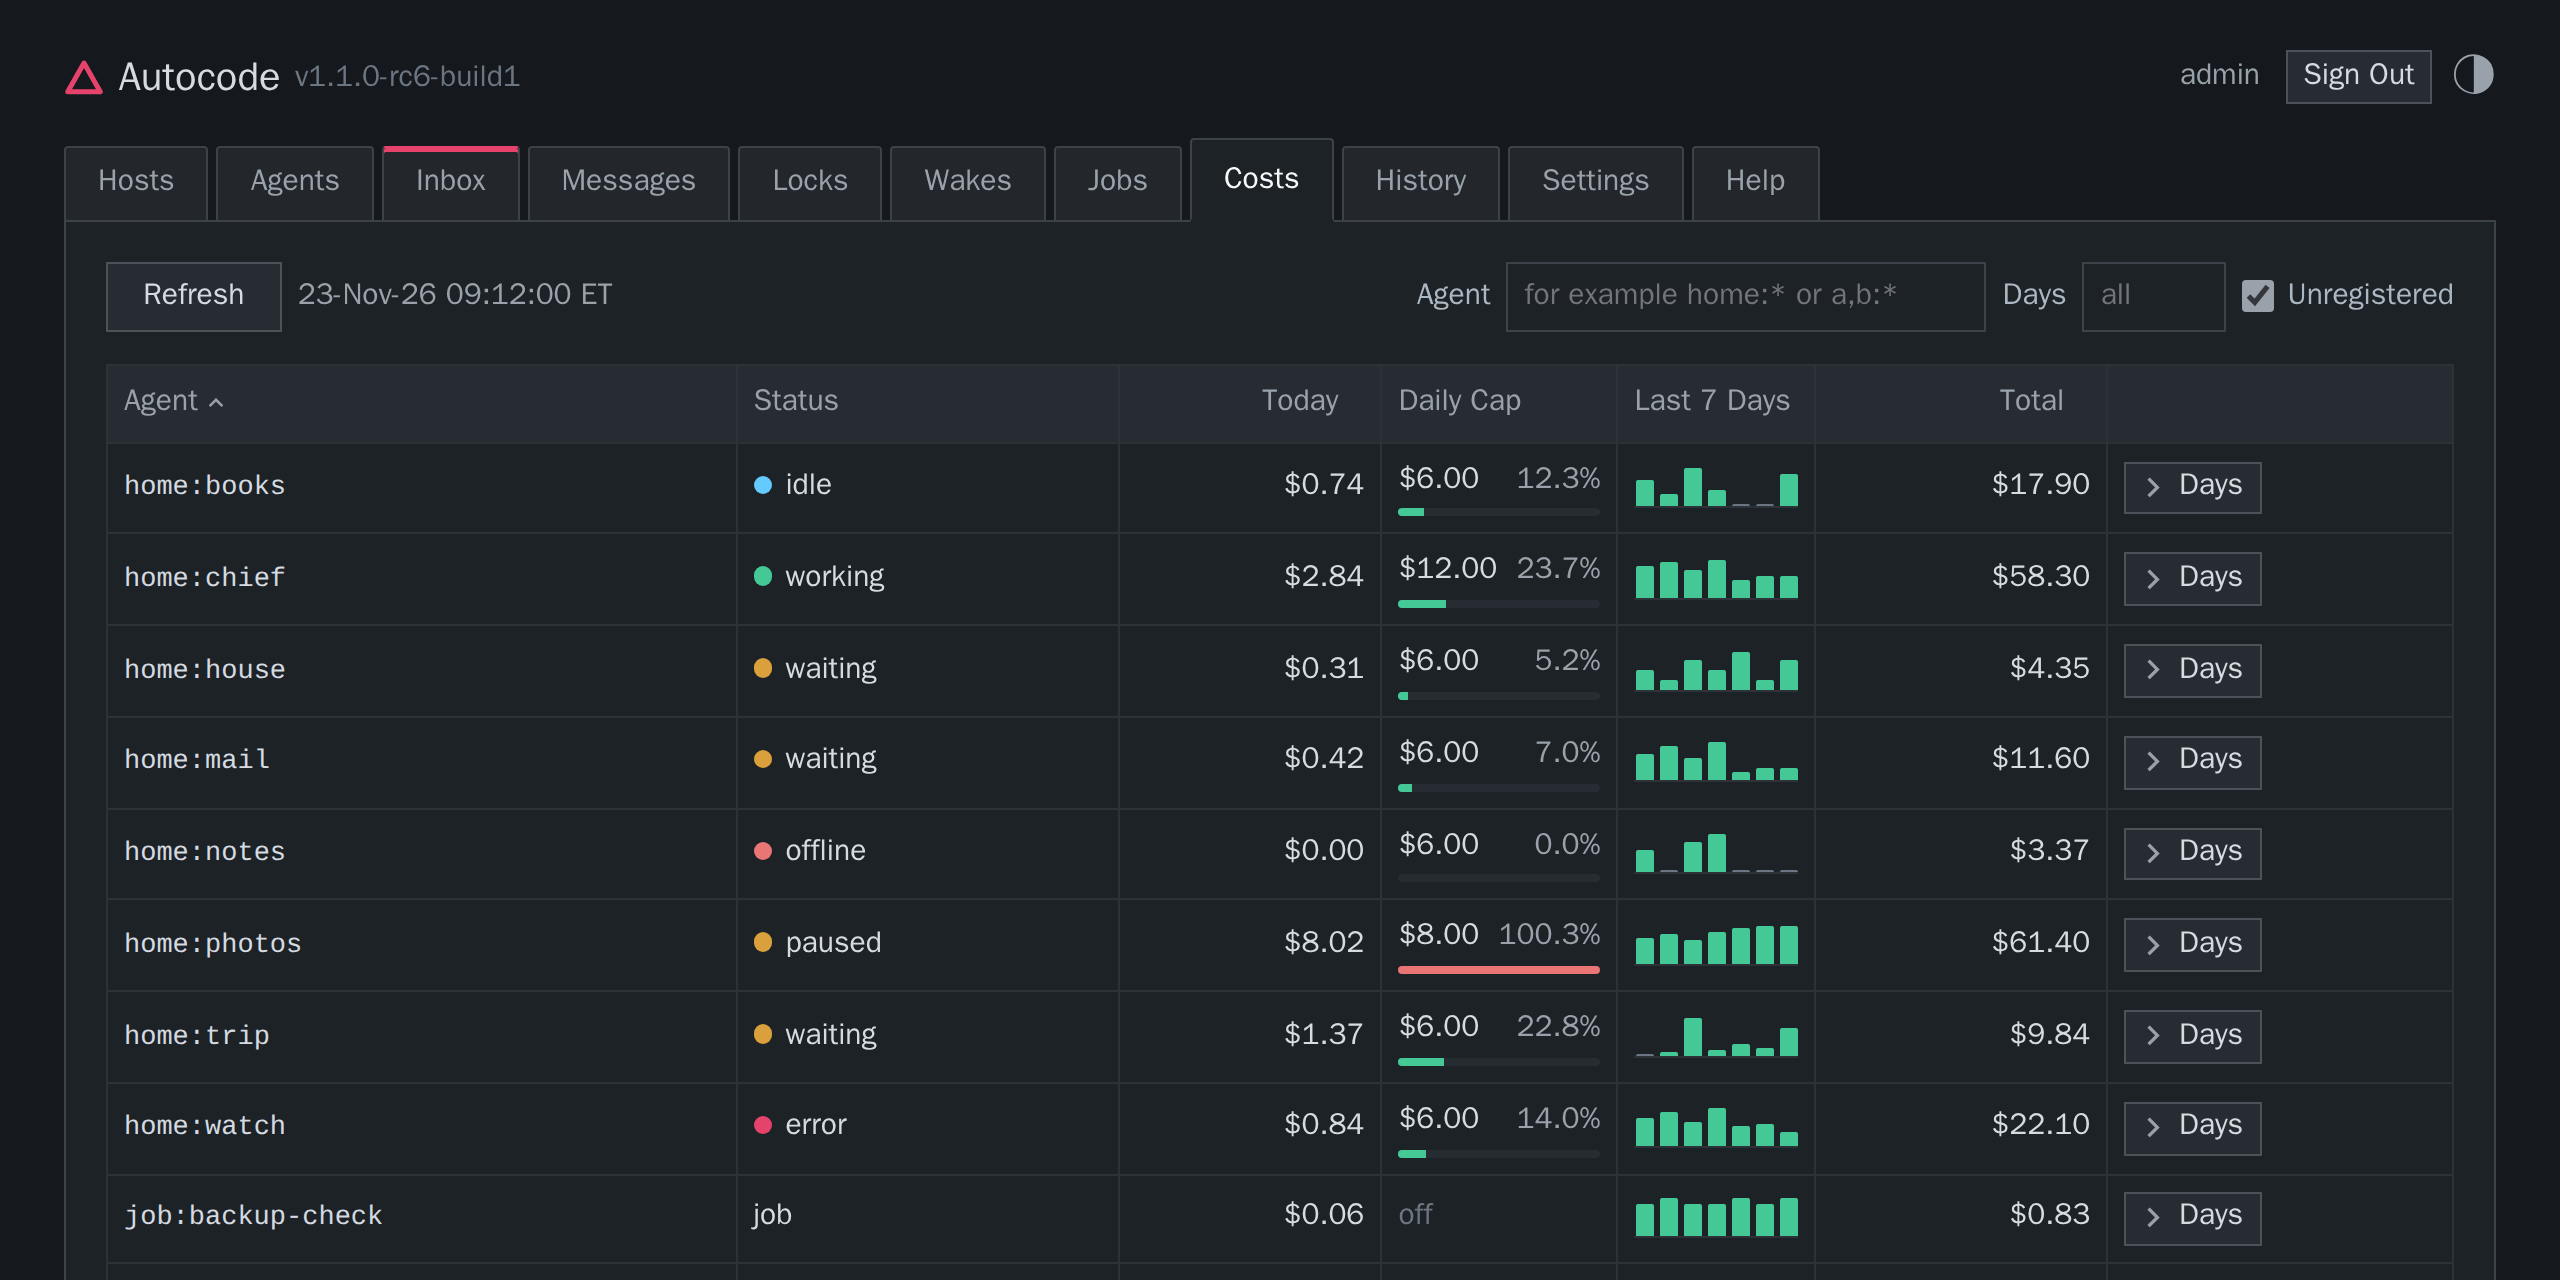 Autocode v1.1.0-rc6-build1 admin Sign Out
Hosts Agents Inbox Messages Locks Wakes Jobs Costs History Settings Help
Refresh 23-Nov-26 09:12:00 ET Agent for example home:* or a,b:* Days all Unregistered
Agent Status Today Daily Cap Last 7 Days Total
home:books idle $0.74 $6.00 12.3% $17.90 Days
home:chief working $2.84 $12.00 23.7% $58.30 Days
home:house waiting $0.31 $6.00 5.2% $4.35 Days
home:mail waiting $0.42 $6.00 7.0% $11.60 Days
home:notes offline $0.00 $6.00 0.0% $3.37 Days
home:photos paused $8.02 $8.00 100.3% $61.40 Days
home:trip waiting $1.37 $6.00 22.8% $9.84 Days
home:watch error $0.84 $6.00 14.0% $22.10 Days
job:backup-check job $0.06 off $0.83 Days